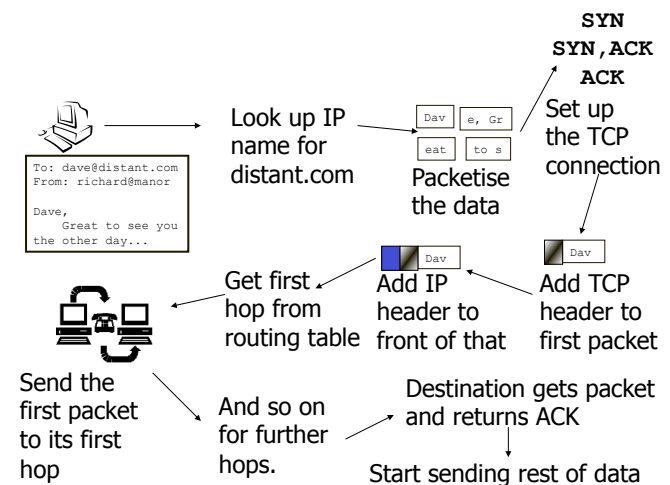 To: dave@distant.com
From: richard@manor
Dave,
Great to see you
the other day...
Look up IP
name for
distant.com
Dav
e, Gr
eat
to s
Packetise
the data
SYN
SYN,ACK
ACK
Set up
the TCP
connection
Dav
Add TCP
header to
first packet
Dav
Add IP
header to
front of that
Get first
hop from
routing table
Send the
first packet
to its first
hop
And so on
for further
hops.
Destination gets packet
and returns ACK
Start sending rest of data